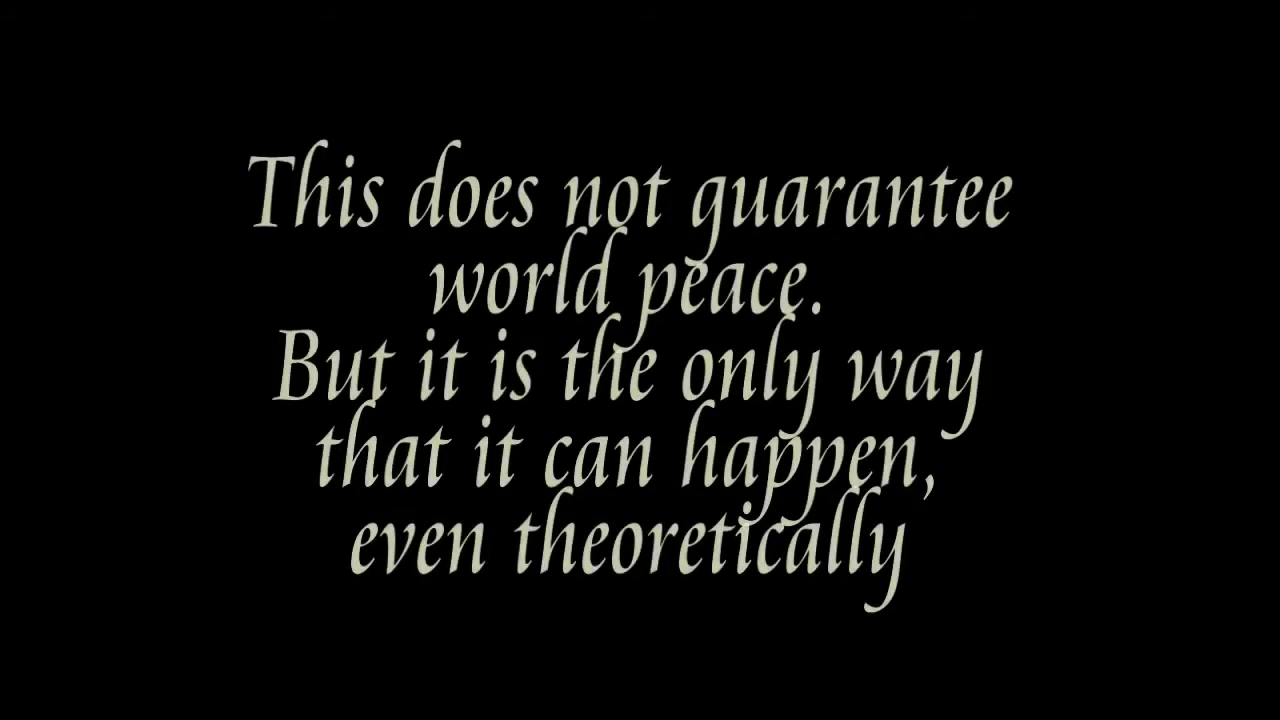 This does not guarantee
world peace.
But it is the only way
that it can happen,
even theoretically